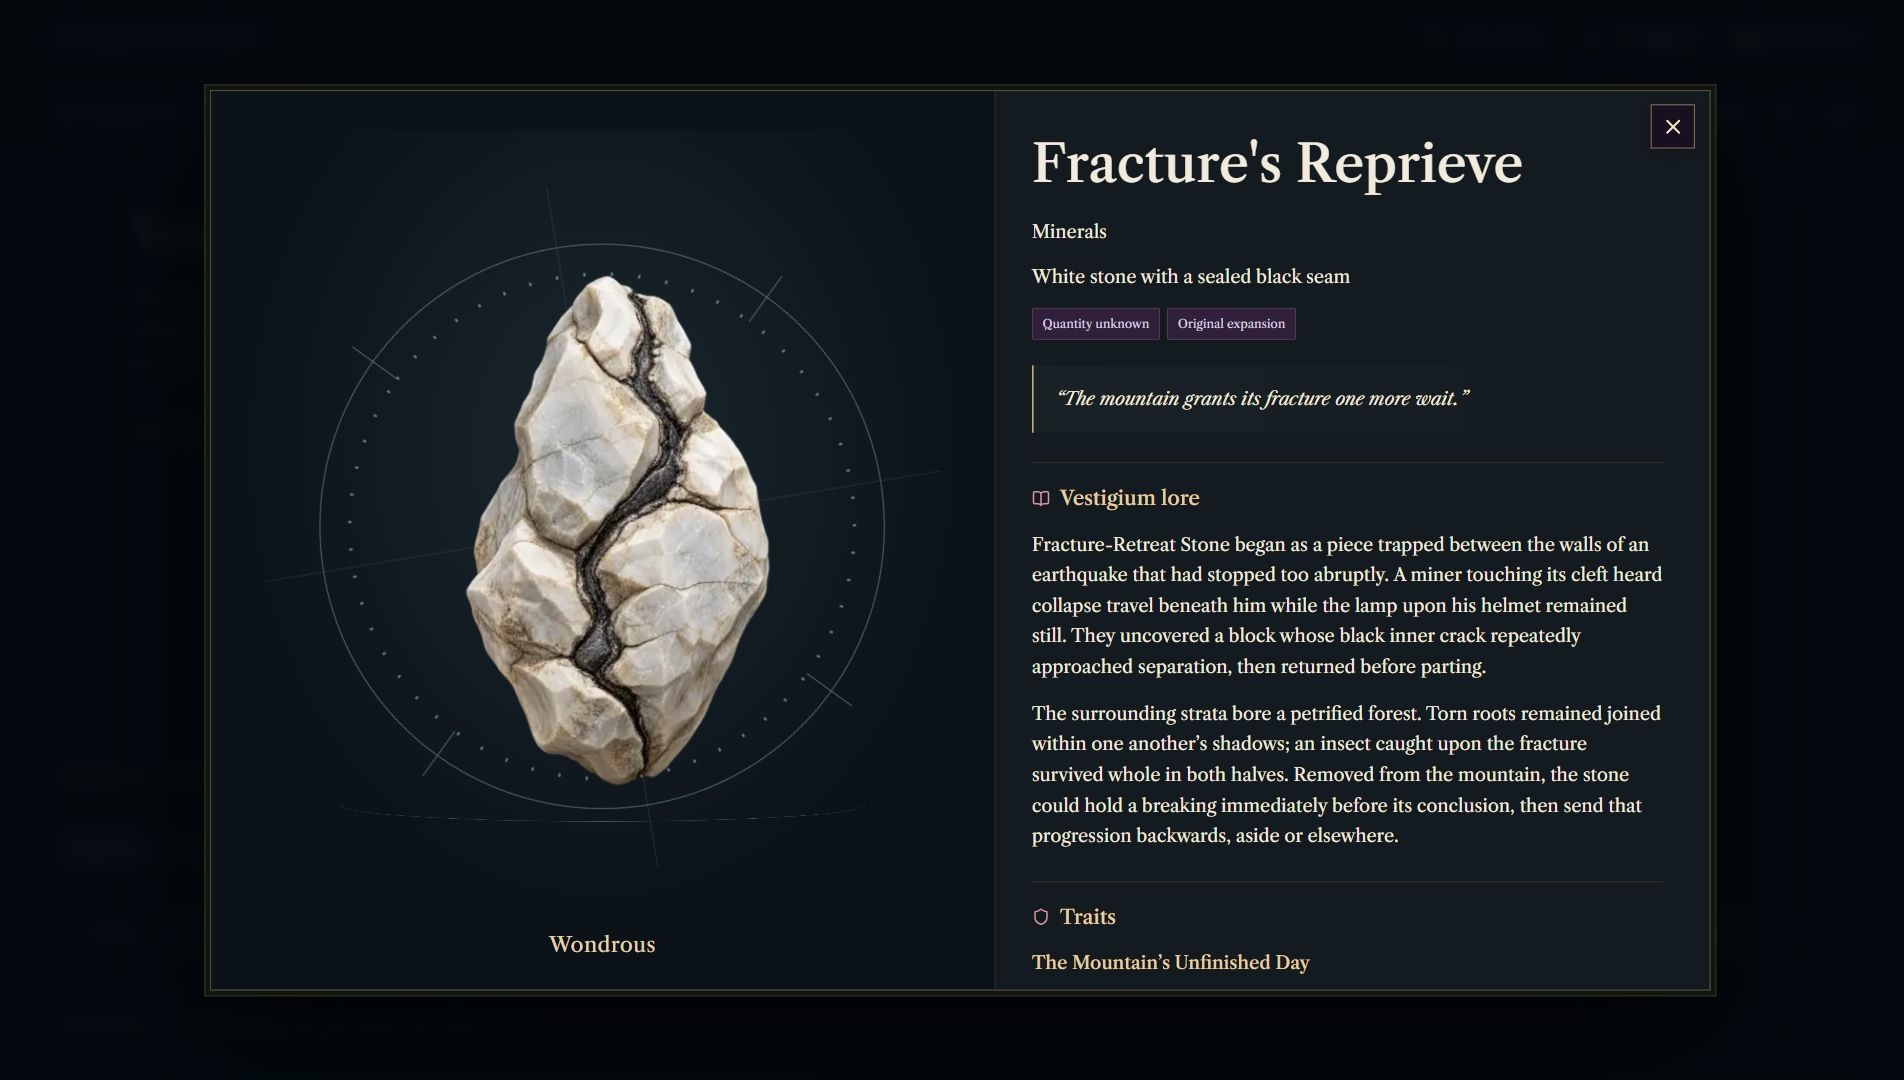 Fracture's Reprieve
Minerals
White stone with a sealed black seam
Quantity unknown
Original expansion
“The mountain grants its fracture one more wait.”
Vestigium lore
Fracture-Retreat Stone began as a piece trapped between the walls of an
earthquake that had stopped too abruptly. A miner touching its cleft heard
collapse travel beneath him while the lamp upon his helmet remained
still. They uncovered a block whose black inner crack repeatedly
approached separation, then returned before parting.
The surrounding strata bore a petrified forest. Torn roots remained joined
within one another’s shadows; an insect caught upon the fracture
survived whole in both halves. Removed from the mountain, the stone
could hold a breaking immediately before its conclusion, then send that
progression backwards, aside or elsewhere.
Traits
The Mountain’s Unfinished Day
Wondrous